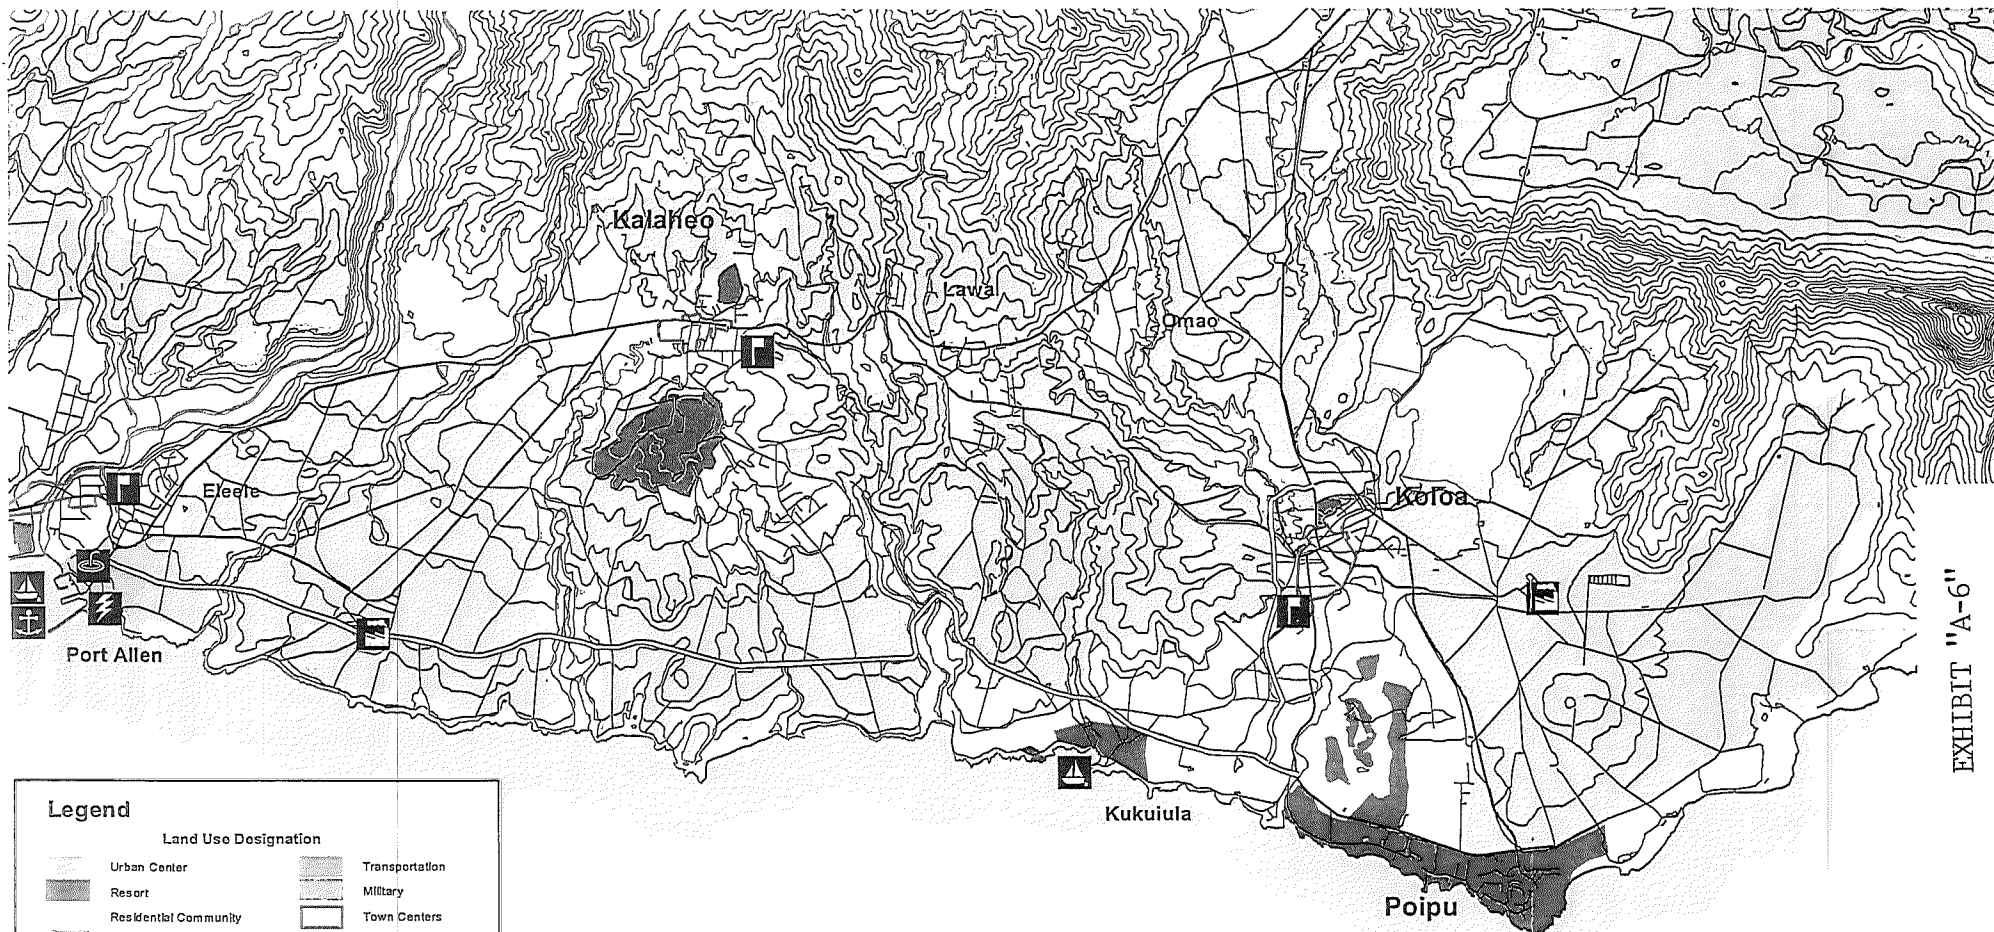 Kalaheo
Lawai
Omao
Eleele
Koloa
Port Allen
Kukuiula
Poipu
EXHIBIT "A-6"
Legend
Land Use Designation
Urban Center
Transportation
Resort
Military
Residential Community
Town Centers